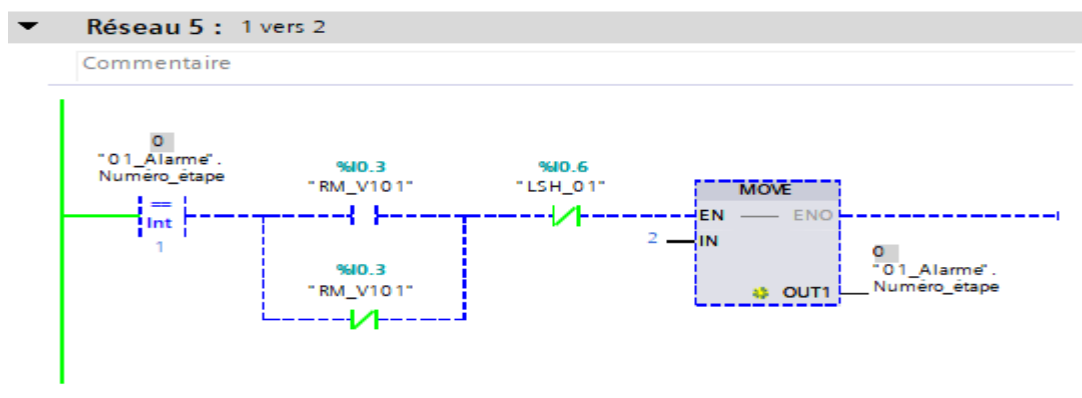 Réseau 5 : 1 vers 2
Commentaire
0
"01_Alarme".
Numéro_étape
==
Int
1
%I0.3
"RM_V101"
%I0.3
"RM_V101"
%I0.6
"LSH_01"
MOVE
EN ENO
2 IN
OUT1
0
"01_Alarme".
Numéro_étape